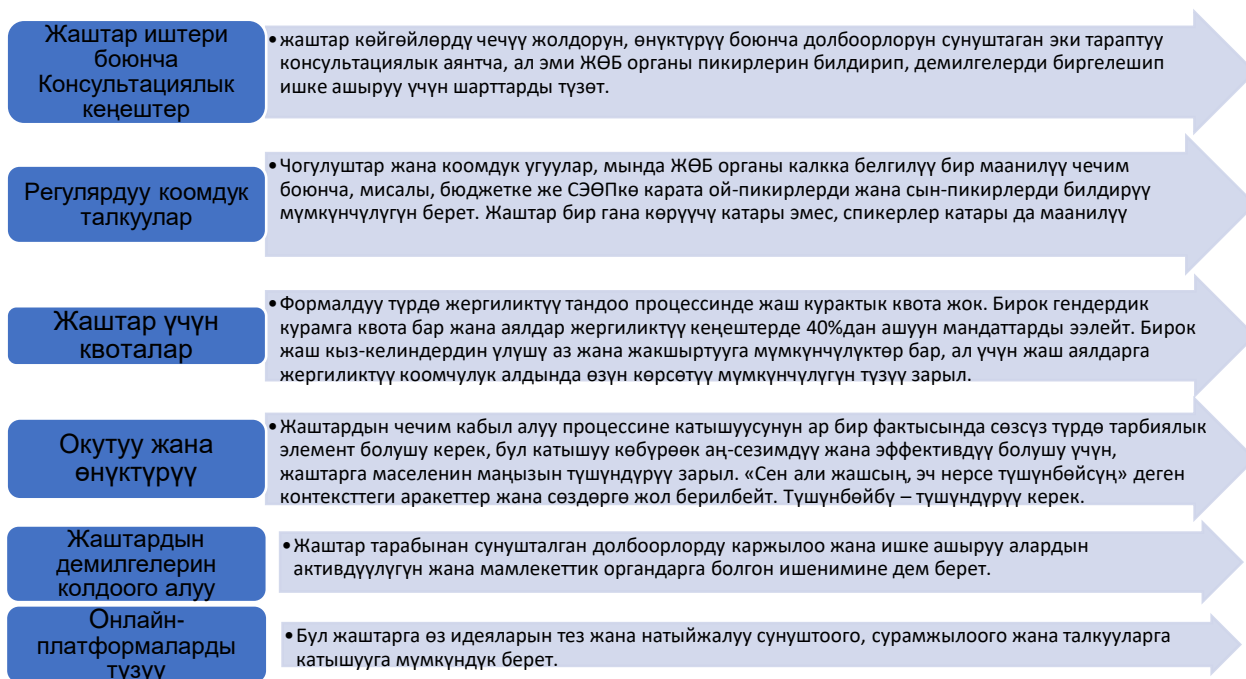 Жаштар иштери
боюнча
Консультациялык
кеңештер
•жаштар көйгөйлөрдү чечүү жолдорун, өнүктүрүү боюнча долбоорлорун сунуштаган эки тараптуу
консультациялык аянтча, ал эми ЖӨБ органы пикирлерин билдирип, демилгелерди биргелешип
ишке ашыруу үчүн шарттарды түзөт.
Регулярдуу коомдук
талкуулар
•Чогулуштар жана коомдук угуулар, мында ЖӨБ органы калкка белгилүү бир маанилүү чечим
боюнча, мисалы, бюджетке же СЭӨПкө карата ой-пикирлерди жана сын-пикирлерди билдирүү
мүмкүнчүлүгүн берет. Жаштар бир гана көрүүчү катары эмес, спикерлер катары да маанилүү
Жаштар үчүн
квоталар
•Формалдуу түрдө жергиликтүү тандоо процессинде жаш курактык квота жок. Бирок гендердик
курамга квота бар жана аялдар жергиликтүү кеңештерде 40%дан ашуун мандаттарды ээлейт. Бирок
жаш кыз-келиндердин үлүшү аз жана жакшыртууга мүмкүнчүлүктөр бар, ал үчүн жаш аялдарга
жергиликтүү коомчулук алдында өзүн көрсөтүү мүмкүнчүлүгүн түзүү зарыл.
Окутуу жана
өнүктүрүү
•Жаштардын чечим кабыл алуу процессине катышуусунун ар бир фактысында сөзсүз түрдө тарбиялык
элемент болушу керек, бул катышуу көбүрөөк аң-сезимдүү жана эффективдүү болушу үчүн,
жаштарга маселенин маңызын түшүндүрүү зарыл. «Сен али жашсың, эч нерсе түшүнбөйсүң» деген
контексттеги аракеттер жана сөздөргө жол берилбейт. Түшүнбөйбү – түшүндүрүү керек.
Жаштардын
демилгелерин
колдоого алуу
•Жаштар тарабынан сунушталган долбоорлорду каржылоо жана ишке ашыруу алардын
активдүүлүгүн жана мамлекеттик органдарга болгон ишенимине дем берет.
Онлайн-
платформаларды
түзүү
•Бул жаштарга өз идеяларын тез жана натыйжалуу сунуштоого, сурамжылоого жана талкууларга
катышууга мүмкүндүк берет.